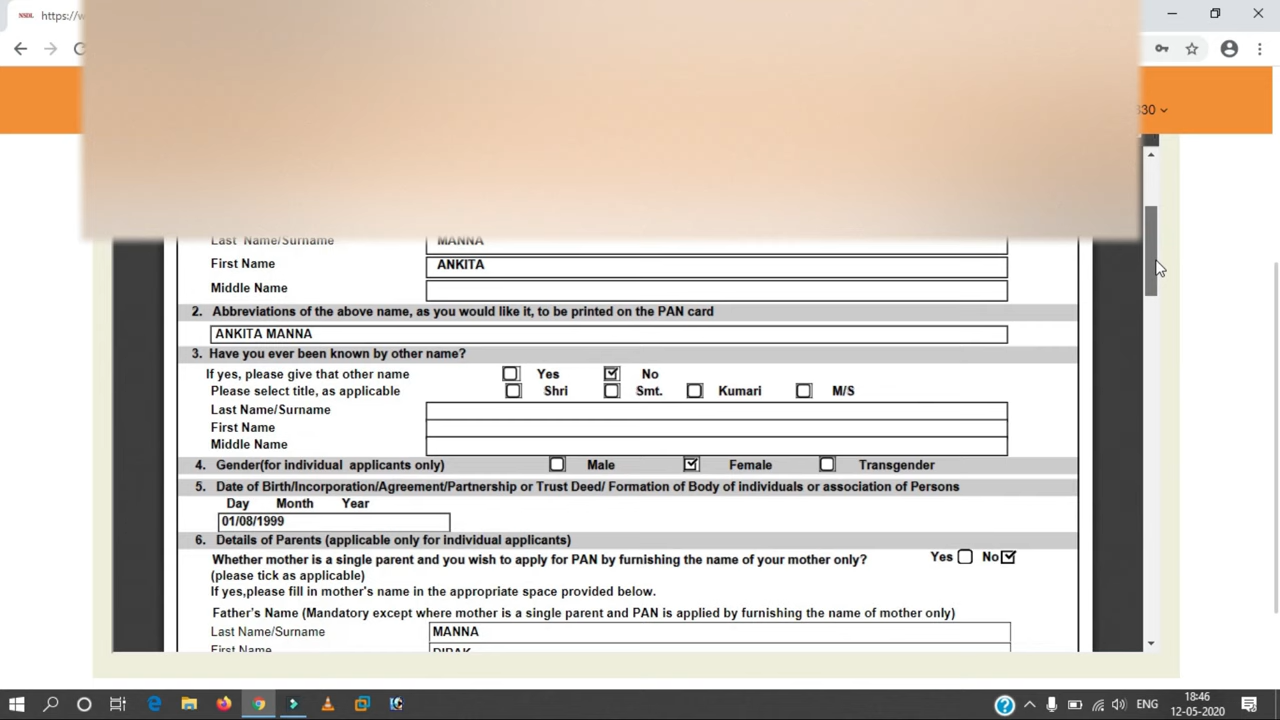 NSDL https://w
330
Last Name/Surname MANNA
First Name ANKITA
Middle Name
2. Abbreviations of the above name, as you would like it, to be printed on the PAN card
ANKITA MANNA
3. Have you ever been known by other name?
If yes, please give that other name Yes No
Please select title, as applicable Shri Smt. Kumari M/S
Last Name/Surname
First Name
Middle Name
4. Gender(for individual applicants only) Male Female Transgender
5. Date of Birth/Incorporation/Agreement/Partnership or Trust Deed/ Formation of Body of individuals or association of Persons
Day Month Year
01/08/1999
6. Details of Parents (applicable only for individual applicants)
Whether mother is a single parent and you wish to apply for PAN by furnishing the name of your mother only? Yes No
(please tick as applicable)
If yes,please fill in mother's name in the appropriate space provided below.
Father's Name (Mandatory except where mother is a single parent and PAN is applied by furnishing the name of mother only)
Last Name/Surname MANNA
First Name
ENG 18:46
12-05-2020